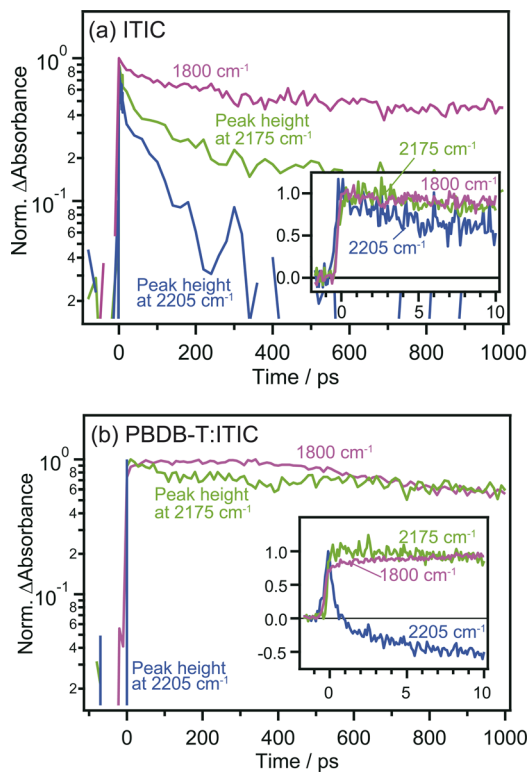 (a) ITIC
10⁰
8
6
4
2
10⁻¹
8
6
4
2
Norm. ΔAbsorbance
1800 cm⁻¹
Peak height
at 2175 cm⁻¹
Peak height
at 2205 cm⁻¹
2175 cm⁻¹
1800 cm⁻¹
2205 cm⁻¹
1.0
0.5
0.0
0 5 10
0 200 400 600 800 1000
Time / ps
(b) PBDB-T:ITIC
10⁰
8
6
4
2
10⁻¹
8
6
4
2
Norm. ΔAbsorbance
1800 cm⁻¹
Peak height
at 2175 cm⁻¹
Peak height
at 2205 cm⁻¹
2175 cm⁻¹
1800 cm⁻¹
2205 cm⁻¹
1.0
0.5
0.0
-0.5
0 5 10
0 200 400 600 800 1000
Time / ps